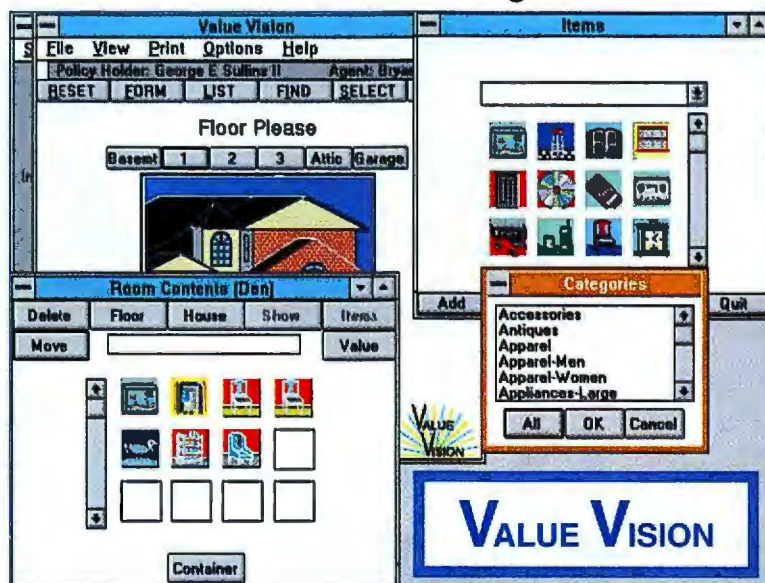 Value Vision
File View Print Options Help
Policy Holder: George E Sullins II Agent: Bryan
RESET FORM LIST FIND SELECT
Floor Please
Basemt 1 2 3 Attic Garage
Items
Add
Quit
Room Contents (Den)
Delete Floor House Show Items
Move Value
Container
Categories
Accessories
Antiques
Apparel
Apparel-Men
Apparel-Women
Appliances-Large
All OK Cancel
VALUE
VISION
VALUE VISION